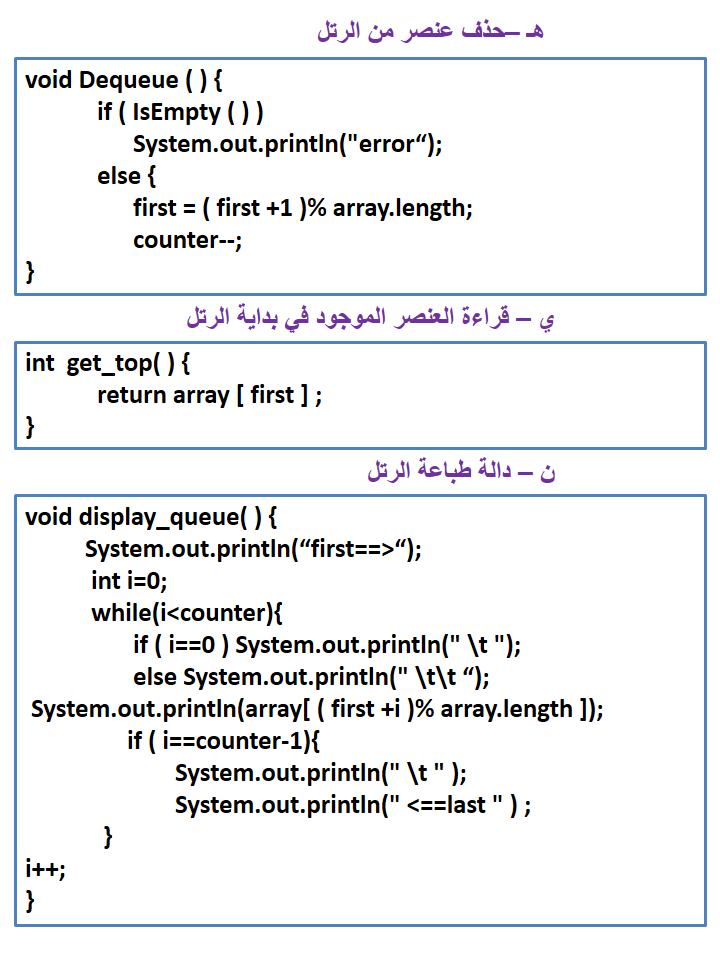 هـ –حذف عنصر من الرتل
void Dequeue ( ) {
if ( IsEmpty ( ) )
System.out.println("error“);
else {
first = ( first +1 )% array.length;
counter--;
}
ي – قراءة العنصر الموجود في بداية الرتل
int  get_top( ) {
return array [ first ] ;
}
ن – دالة طباعة الرتل
void display_queue( ) {
System.out.println(“first==>“);
int i=0;
while(i<counter){
if ( i==0 ) System.out.println(" \t ");
else System.out.println(" \t\t “);
System.out.println(array[ ( first +i )% array.length ]);
if ( i==counter-1){
System.out.println(" \t " );
System.out.println(" <==last " ) ;
}
i++;
}